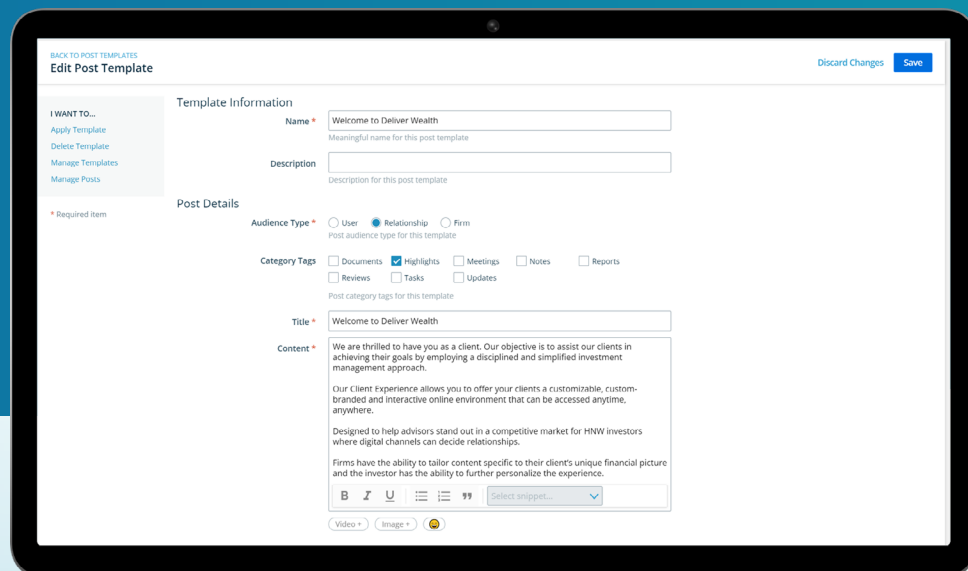 BACK TO POST TEMPLATES
Edit Post Template
Discard Changes
Save
I WANT TO...
Apply Template
Delete Template
Manage Templates
Manage Posts
* Required item
Template Information
Name *
Welcome to Deliver Wealth
Meaningful name for this post template
Description
Description for this post template
Post Details
Audience Type *
User
Relationship
Firm
Post audience type for this template
Category Tags
Documents
Highlights
Meetings
Notes
Reports
Reviews
Tasks
Updates
Post category tags for this template
Title *
Welcome to Deliver Wealth
Content *
We are thrilled to have you as a client. Our objective is to assist our clients in
achieving their goals by employing a disciplined and simplified investment
management approach.
Our Client Experience allows you to offer your clients a customizable, custom-
branded and interactive online environment that can be accessed anytime,
anywhere.
Designed to help advisors stand out in a competitive market for HNW investors
where digital channels can decide relationships.
Firms have the ability to tailor content specific to their client's unique financial picture
and the investor has the ability to further personalize the experience.
B I U
Select snippet...
Video +
Image +